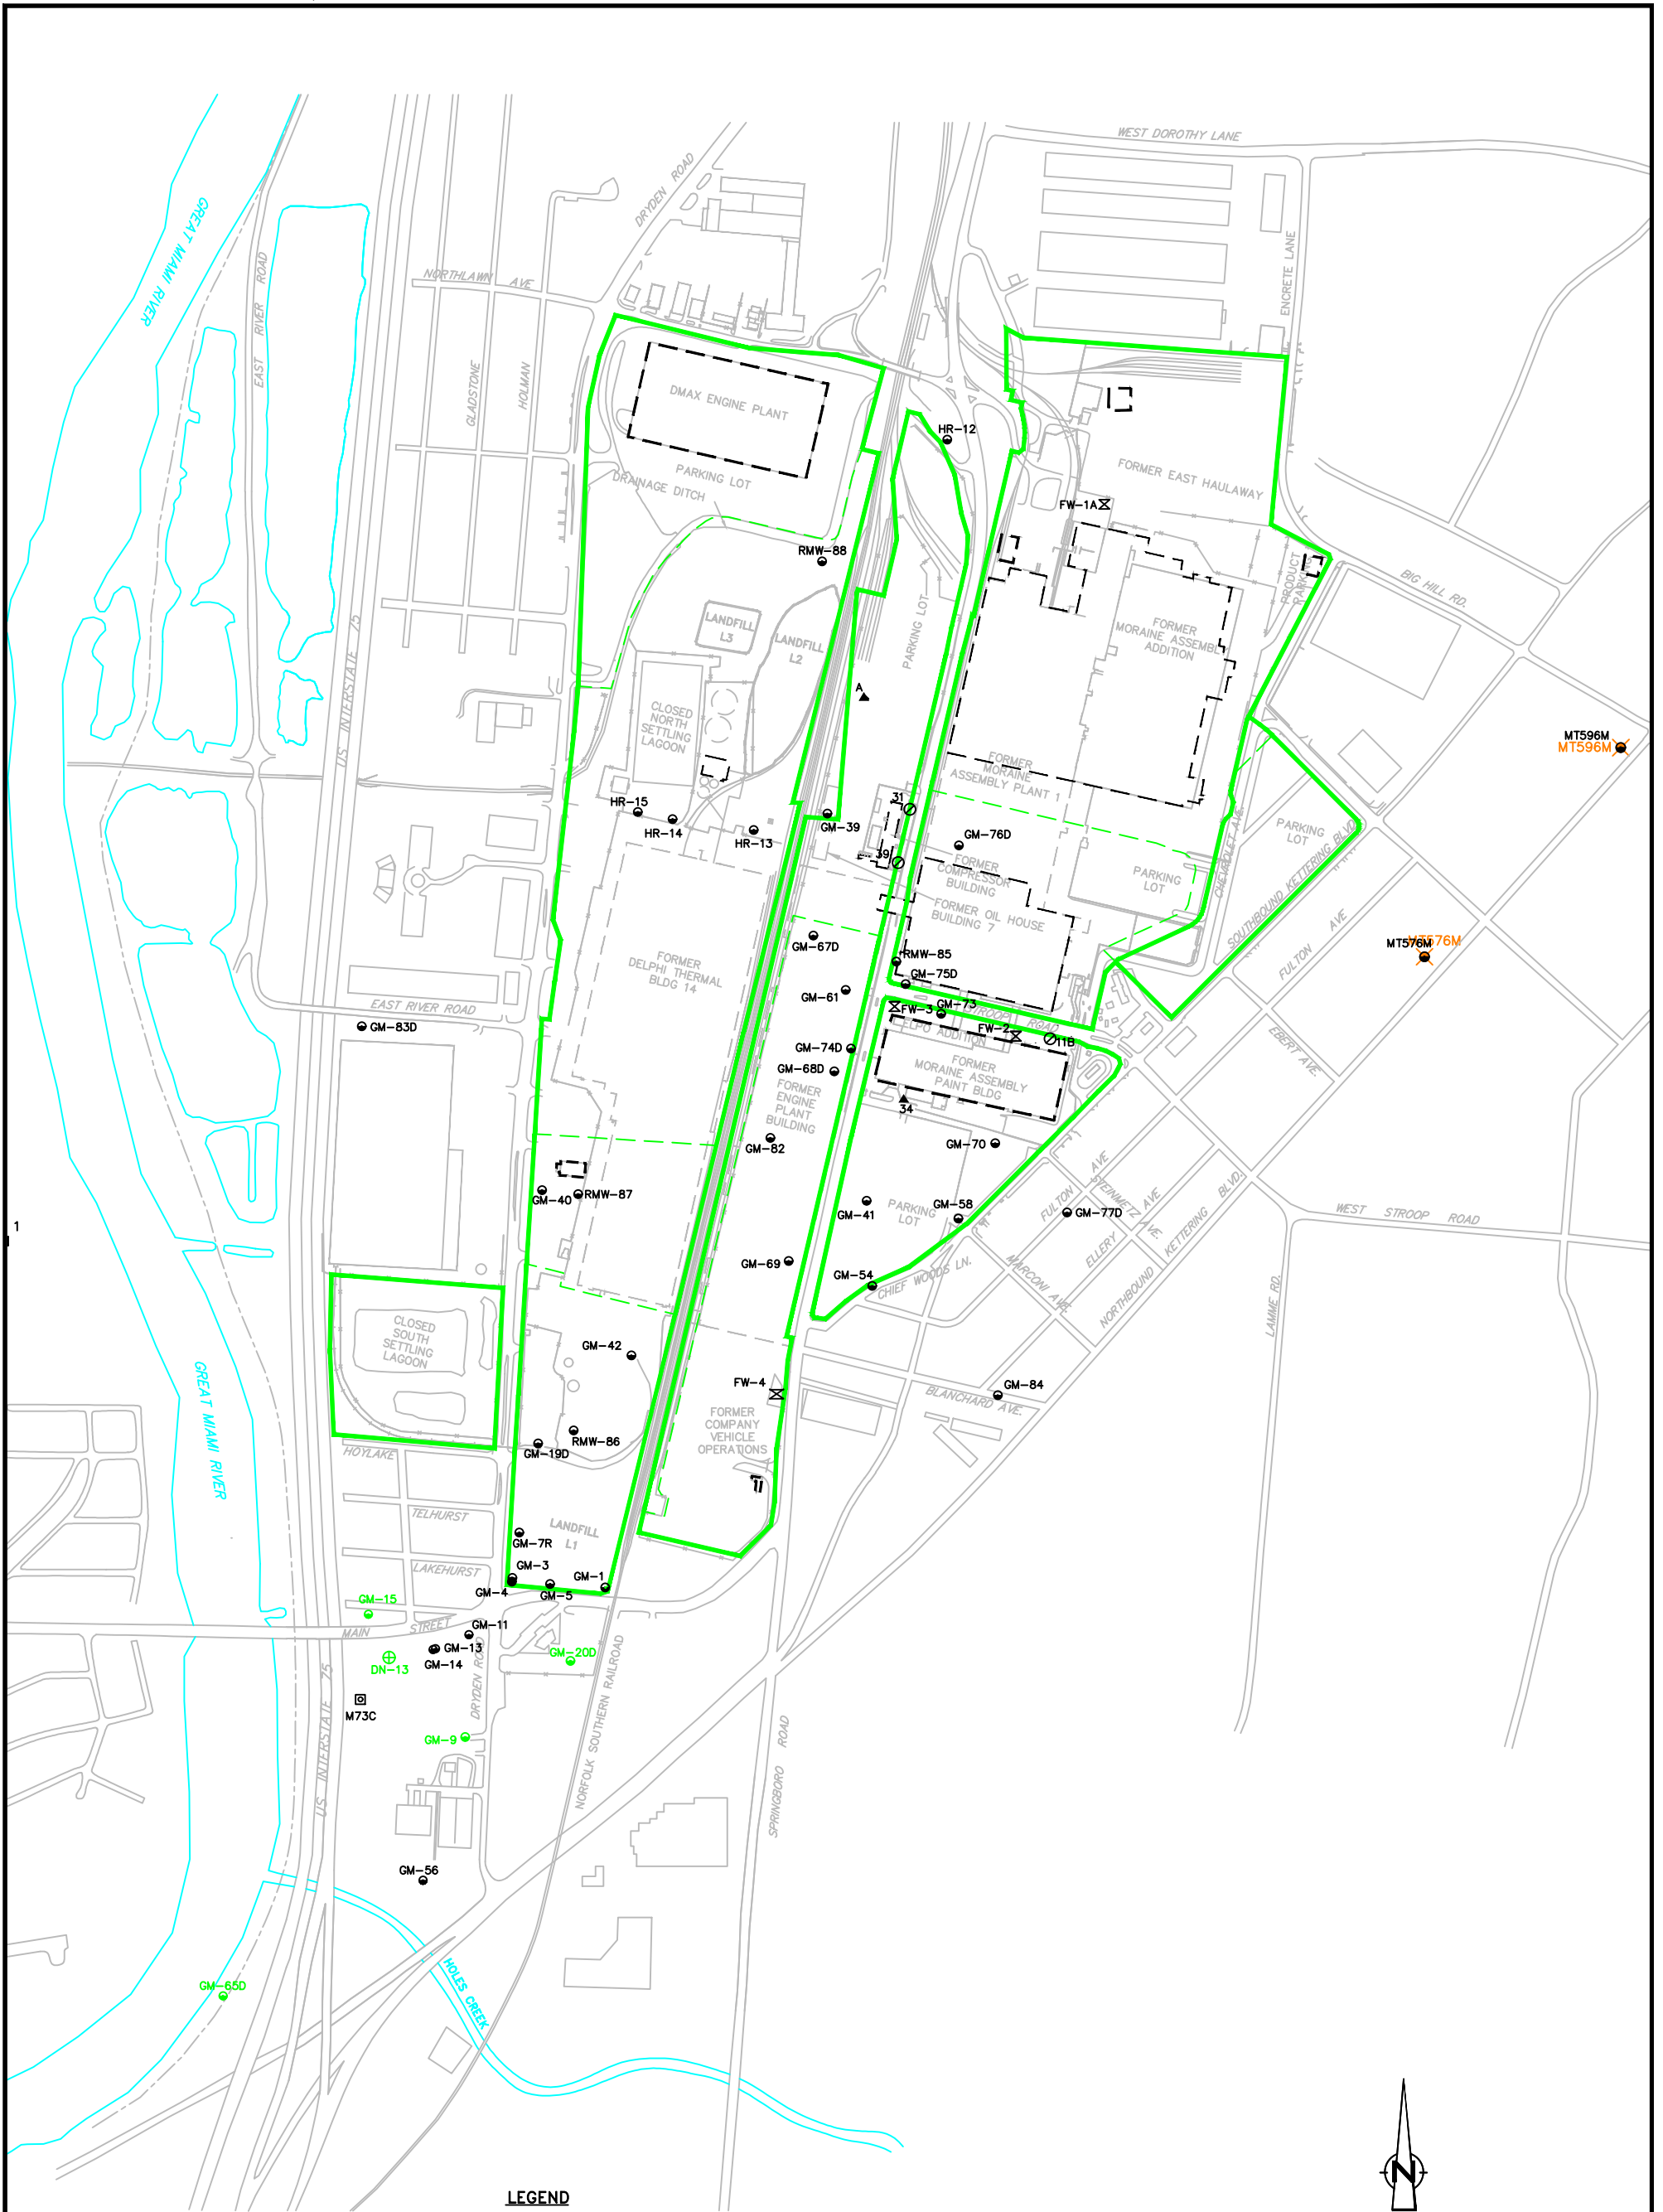 WEST DOROTHY LANE
DRYDEN ROAD
GREAT MIAMI RIVER
EAST RIVER ROAD
NORTHLAWN AVE
ENCRETE LANE
GLADSTONE
HOLMAN
DMAX ENGINE PLANT
HR-12
PARKING LOT
DRAINAGE DITCH
FORMER EAST HAULAWAY
FW-1A
RMW-88
PRODUCT
PARKING
BIG HILL RD.
LANDFILL
L3
LANDFILL
L2
US INTERSTATE 75
PARKING LOT
FORMER
MORAINE ASSEMBL
ADDITION
A
CLOSED
NORTH
SETTLING
LAGOON
MT596M
MT596M
FORMER
MORAINE
ASSEMBLY PLANT 1
31
HR-15
HR-14
HR-13
GM-39
GM-76D
39
FORMER
COMPRESSOR
BUILDING
PARKING
LOT
CHEVROLET AVE.
PARKING
LOT
SOUTHBOUND KETTERING BLVD
FORMER OIL HOUSE
BUILDING 7
FULTON AVE
MT576M
MT576M
GM-67D
RMW-85
FORMER
DELPHI THERMAL
BLDG 14
GM-75D
GM-61
EAST RIVER ROAD
GM-73
FW-3
STROOP ROAD
GM-83D
ELPO ADDITION
FW-2
11B
EBERT AVE.
GM-74D
GM-68D
FORMER
MORAINE ASSEMBLY
PAINT BLDG
FORMER
ENGINE
PLANT
BUILDING
34
GM-82
GM-70
GM-40
RMW-87
GM-41
PARKING
LOT
GM-58
FULTON AVE
STEINMETZ AVE
GM-77D
ELLERY AVE.
WEST STROOP ROAD
1
GM-69
GM-54
CHIEF WOODS LN.
MARCONI AVE.
NORTHBOUND KETTERING BLVD.
LAMME RD.
CLOSED
SOUTH
SETTLING
LAGOON
GM-42
FW-4
GM-84
BLANCHARD AVE.
FORMER
COMPANY
VEHICLE
OPERATIONS
GREAT MIAMI RIVER
RMW-86
GM-19D
HOYLAKE
TELHURST
LANDFILL
L1
GM-7R
LAKEHURST
GM-3
GM-4
GM-5
GM-1
GM-15
MAIN STREET
GM-11
GM-13
GM-14
DN-13
GM-20D
M73C
DRYDEN ROAD
NORFOLK SOUTHERN RAILROAD
US INTERSTATE 75
GM-9
SPRINGBORO ROAD
GM-56
GM-65D
HOLES CREEK
N
LEGEND